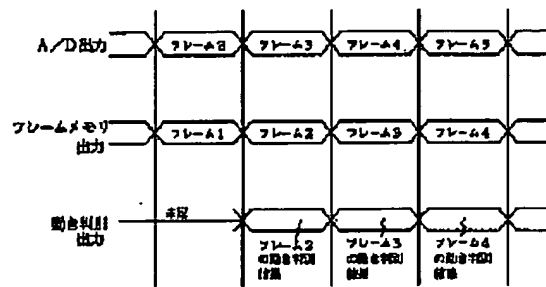 A/D出力
フレーム2 フレーム3 フレーム4 フレーム5
フレームメモリ
出力
フレーム1 フレーム2 フレーム3 フレーム4
動き判別
出力
未定
フレーム2
の動き判別
結果
フレーム3
の動き判別
結果
フレーム4
の動き判別
結果